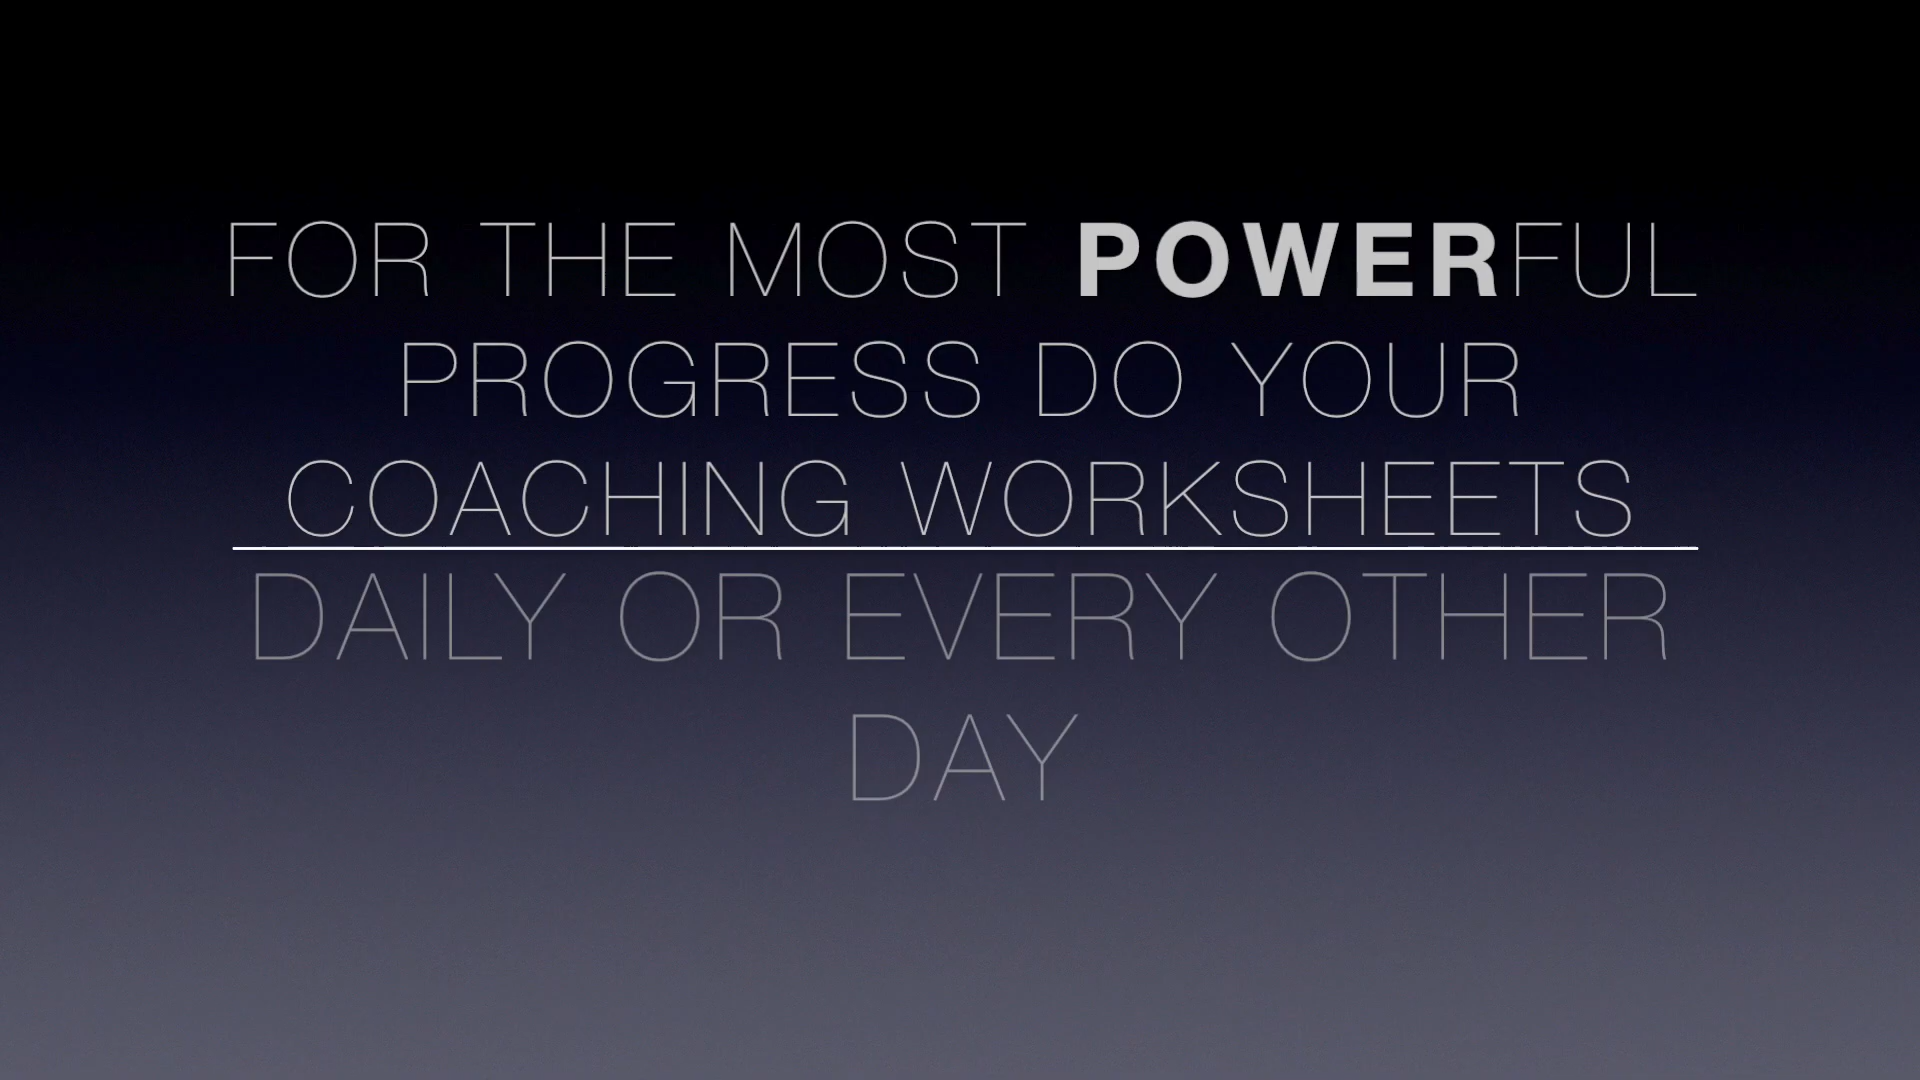 FOR THE MOST POWERFUL
PROGRESS DO YOUR
COACHING WORKSHEETS
DAILY OR EVERY OTHER
DAY